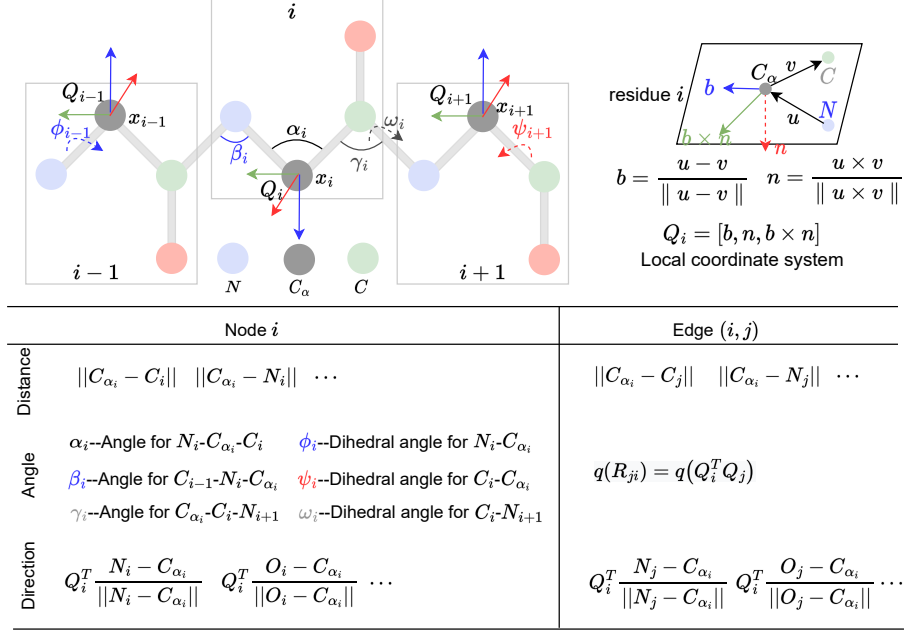 i
Q_{i-1}
x_{i-1}
ϕ_{i-1}
β_i
α_i
γ_i
ω_i
Q_i
x_i
Q_{i+1}
x_{i+1}
ψ_{i+1}
i − 1
N
C_α
C
i + 1
residue i
C_α
v
C
b
u
N
b × n
n
b = \frac{u − v}{∥ u − v ∥} n = \frac{u × v}{∥ u × v ∥}
Q_i = [b, n, b × n]
Local coordinate system
Node i
Edge (i, j)
Distance
||C_{α_i} − C_i|| ||C_{α_i} − N_i|| ⋯
||C_{α_i} − C_j|| ||C_{α_i} − N_j|| ⋯
Angle
α_i--Angle for N_i-C_{α_i}-C_i
ϕ_i--Dihedral angle for N_i-C_{α_i}
β_i--Angle for C_{i−1}-N_i-C_{α_i}
ψ_i--Dihedral angle for C_i-C_{α_i}
γ_i--Angle for C_{α_i}-C_i-N_{i+1}
ω_i--Dihedral angle for C_i-N_{i+1}
q(R_{ji}) = q(Q_i^T Q_j)
Direction
Q_i^T \frac{N_i − C_{α_i}}{||N_i − C_{α_i}||} Q_i^T \frac{O_i − C_{α_i}}{||O_i − C_{α_i}||} ⋯
Q_i^T \frac{N_j − C_{α_i}}{||N_j − C_{α_i}||} Q_i^T \frac{O_j − C_{α_i}}{||O_j − C_{α_i}||} ⋯